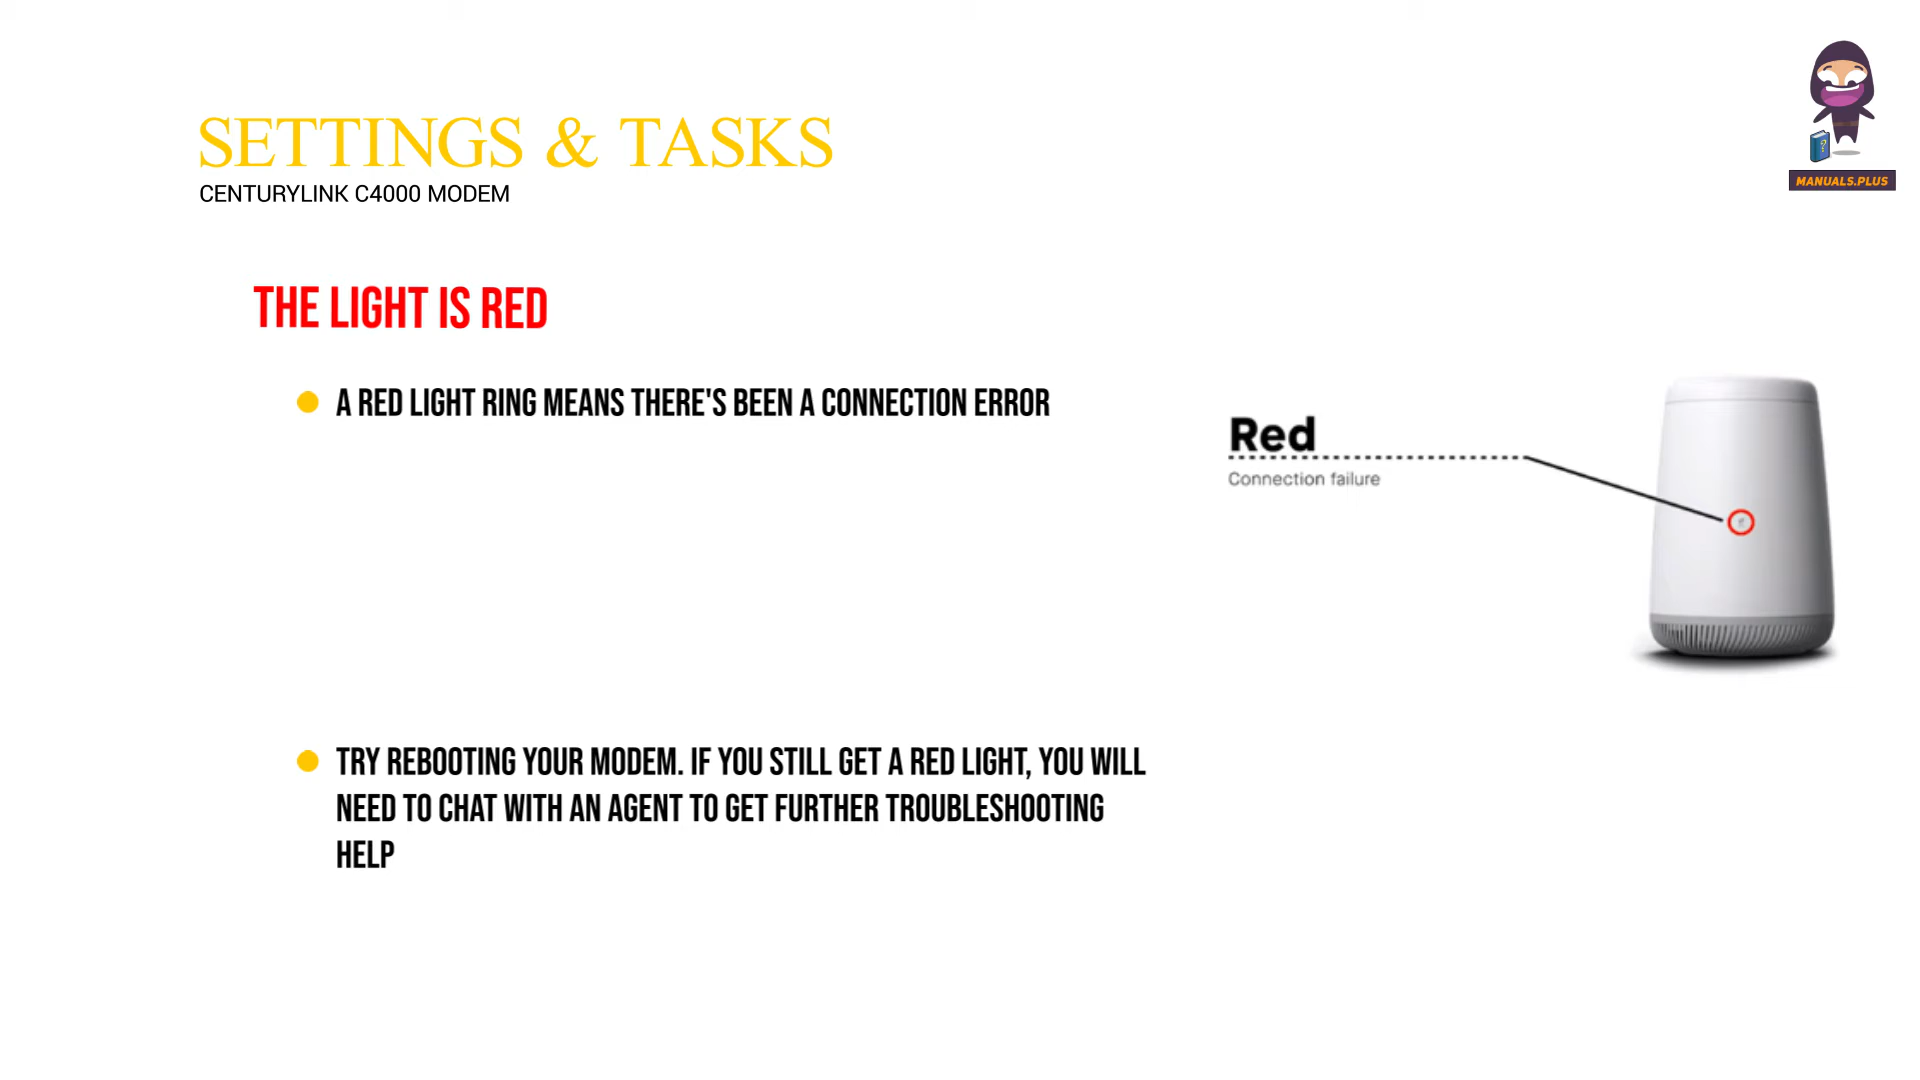 SETTINGS & TASKS
CENTURYLINK C4000 MODEM
MANUALS.PLUS
THE LIGHT IS RED
A RED LIGHT RING MEANS THERE'S BEEN A CONNECTION ERROR
Red
Connection failure
TRY REBOOTING YOUR MODEM. IF YOU STILL GET A RED LIGHT, YOU WILL
NEED TO CHAT WITH AN AGENT TO GET FURTHER TROUBLESHOOTING
HELP